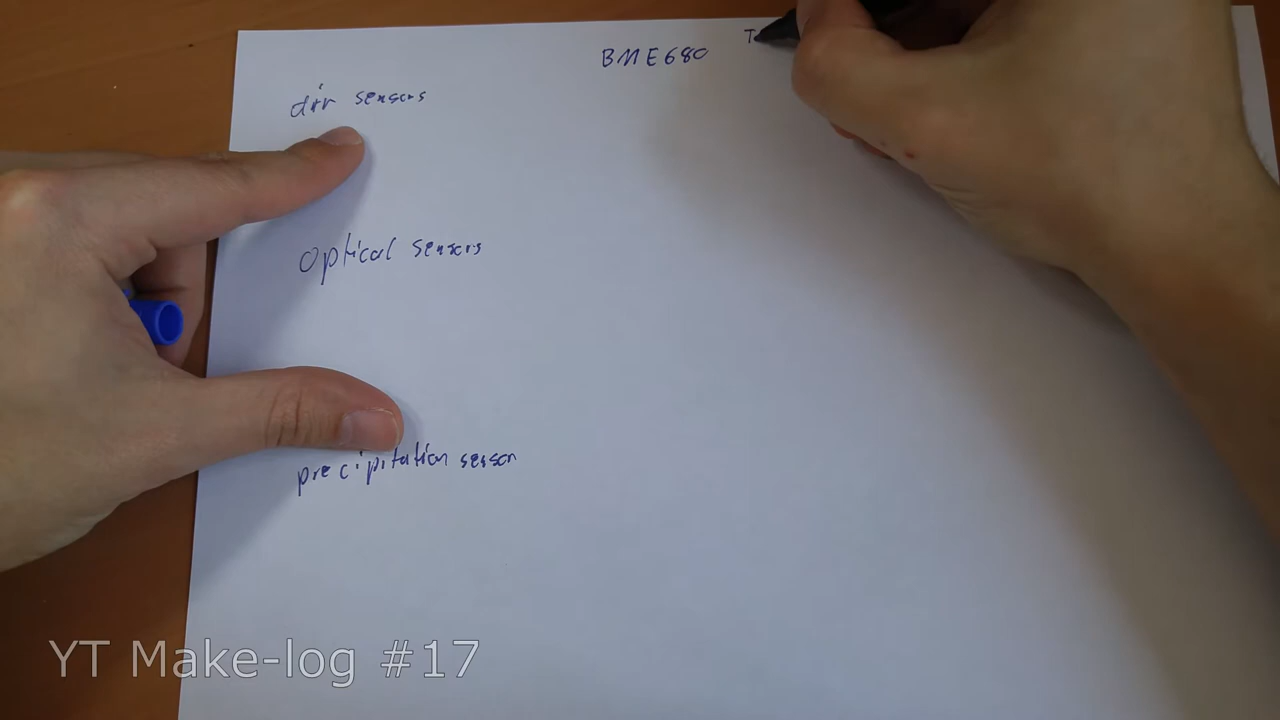 T
BME680
air sensors
optical sensors
precipitation sensor
YT Make-log #17